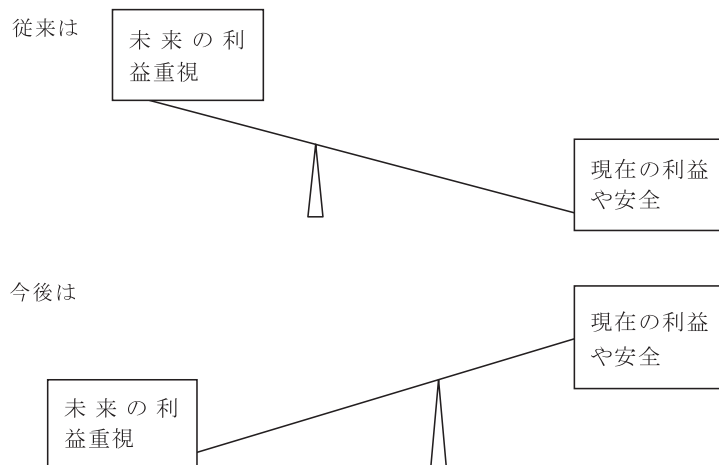 従来は
未来の利
益重視
現在の利益
や安全
今後は
現在の利益
や安全
未来の利
益重視